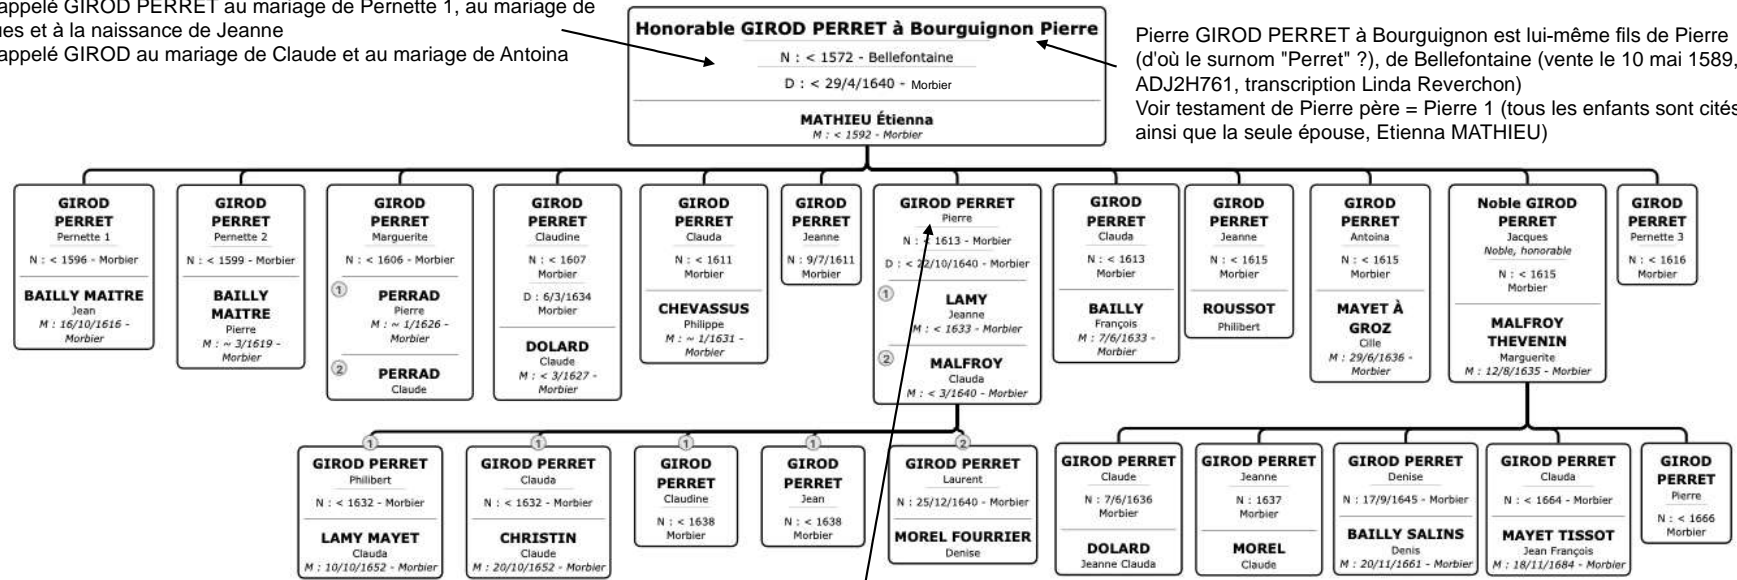 appelé GIROD PERRET au mariage de Pernette 1, au mariage de
ues et à la naissance de Jeanne
appelé GIROD au mariage de Claude et au mariage de Antoina
Honorable GIROD PERRET à Bourguignon Pierre
N : < 1572 - Bellefontaine
D : < 29/4/1640 - Morbier
MATHIEU Étienna
M : < 1592 - Morbier
Pierre GIROD PERRET à Bourguignon est lui-même fils de Pierre
(d'où le surnom "Perret" ?), de Bellefontaine (vente le 10 mai 1589,
ADJ2H761, transcription Linda Reverchon)
Voir testament de Pierre père = Pierre 1 (tous les enfants sont cités
ainsi que la seule épouse, Etienna MATHIEU)
GIROD
PERRET
Pernette 1
N : < 1596 - Morbier
BAILLY MAITRE
Jean
M : 16/10/1616 -
Morbier
GIROD
PERRET
Pernette 2
N : < 1599 - Morbier
BAILLY
MAITRE
Pierre
M : ~ 3/1619 -
Morbier
GIROD
PERRET
Marguerite
N : < 1606 - Morbier
1
PERRAD
Pierre
M : ~ 1/1626 -
Morbier
2
PERRAD
Claude
GIROD
PERRET
Claudine
N : < 1607
Morbier
D : 6/3/1634
Morbier
DOLARD
Claude
M : < 3/1627 -
Morbier
GIROD
PERRET
Clauda
N : < 1611
Morbier
CHEVASSUS
Philippe
M : ~ 1/1631 -
Morbier
GIROD
PERRET
Jeanne
N : 9/7/1611
Morbier
GIROD PERRET
Pierre
N : < 1613 - Morbier
D : < 22/10/1640 - Morbier
1
LAMY
Jeanne
M : < 1633 - Morbier
2
MALFROY
Clauda
M : < 3/1640 - Morbier
GIROD
PERRET
Clauda
N : < 1613
Morbier
BAILLY
François
M : 7/6/1633 -
Morbier
GIROD
PERRET
Jeanne
N : < 1615
Morbier
ROUSSOT
Philibert
GIROD
PERRET
Antoina
N : < 1615
Morbier
MAYET À
GROZ
Cille
M : 29/6/1636 -
Morbier
Noble GIROD
PERRET
Jacques
Noble, honorable
N : < 1615
Morbier
MALFROY
THEVENIN
Marguerite
M : 12/8/1635 - Morbier
GIROD
PERRET
Pernette 3
N : < 1616
Morbier
1
GIROD PERRET
Philibert
N : < 1632 - Morbier
LAMY MAYET
Clauda
M : 10/10/1652 - Morbier
1
GIROD PERRET
Clauda
N : < 1632 - Morbier
CHRISTIN
Claude
M : 20/10/1652 - Morbier
1
GIROD
PERRET
Claudine
N : < 1638
Morbier
1
GIROD
PERRET
Jean
N : < 1638
Morbier
2
GIROD PERRET
Laurent
N : 25/12/1640 - Morbier
MOREL FOURRIER
Denise
GIROD PERRET
Claude
N : 7/6/1636
Morbier
DOLARD
Jeanne Clauda
GIROD PERRET
Jeanne
N : 1637
Morbier
MOREL
Claude
GIROD PERRET
Denise
N : 17/9/1645 - Morbier
BAILLY SALINS
Denis
M : 20/11/1661 - Morbier
GIROD PERRET
Clauda
N : < 1664 - Morbier
MAYET TISSOT
Jean François
M : 18/11/1684 - Morbier
GIROD
PERRET
Pierre
N : < 1666
Morbier